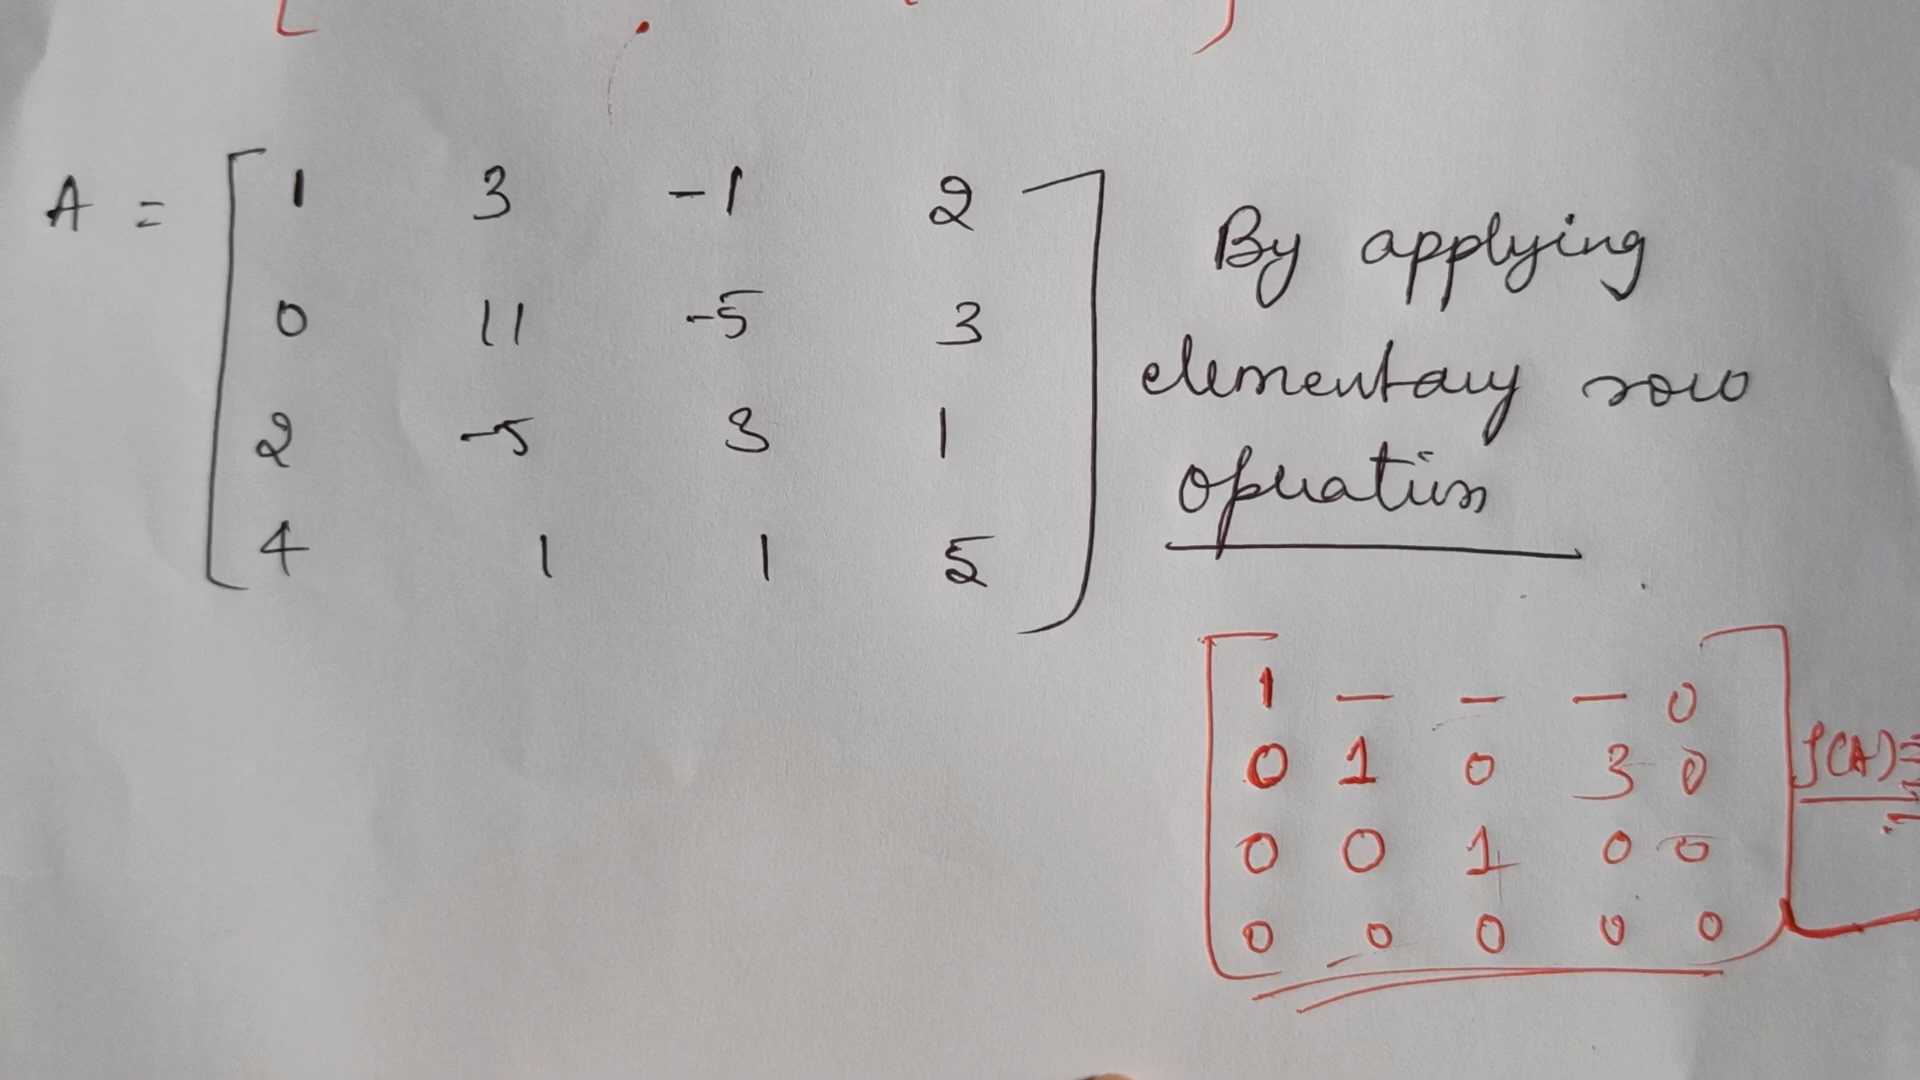 A = [ 1 3 -1 2 ]
0 11 -5 3
2 -5 3 1
4 1 1 5
By applying
elementary row
operation
1 — — — 0
0 1 0 3 0
0 0 1 0 0
0 0 0 0 0
ρ(A)=